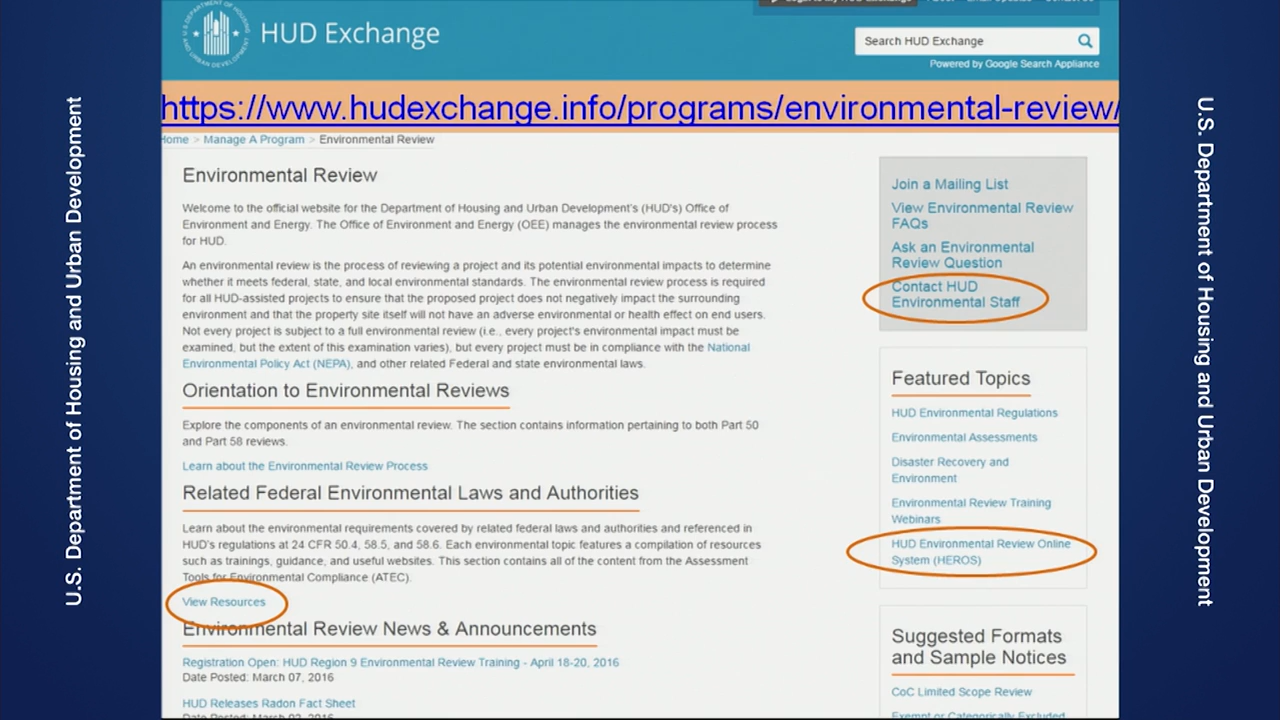 HUD Exchange
Search HUD Exchange
Powered by Google Search Appliance
https://www.hudexchange.info/programs/environmental-review/
Home > Manage A Program > Environmental Review
Environmental Review
Welcome to the official website for the Department of Housing and Urban Development's (HUD's) Office of
Environment and Energy. The Office of Environment and Energy (OEE) manages the environmental review process
for HUD.
An environmental review is the process of reviewing a project and its potential environmental impacts to determine
whether it meets federal, state, and local environmental standards. The environmental review process is required
for all HUD-assisted projects to ensure that the proposed project does not negatively impact the surrounding
environment and that the property site itself will not have an adverse environmental or health effect on end users.
Not every project is subject to a full environmental review (i.e., every project's environmental impact must be
examined, but the extent of this examination varies), but every project must be in compliance with the National
Environmental Policy Act (NEPA), and other related Federal and state environmental laws.
Orientation to Environmental Reviews
Explore the components of an environmental review. The section contains information pertaining to both Part 50
and Part 58 reviews.
Learn about the Environmental Review Process
Related Federal Environmental Laws and Authorities
Learn about the environmental requirements covered by related federal laws and authorities and referenced in
HUD's regulations at 24 CFR 50.4, 58.5, and 58.6. Each environmental topic features a compilation of resources
such as trainings, guidance, and useful websites. This section contains all of the content from the Assessment
Tools for Environmental Compliance (ATEC).
View Resources
Environmental Review News & Announcements
Registration Open: HUD Region 9 Environmental Review Training - April 18-20, 2016
Date Posted: March 07, 2016
HUD Releases Radon Fact Sheet
Date Posted: March 02, 2016
Join a Mailing List
View Environmental Review
FAQs
Ask an Environmental
Review Question
Contact HUD
Environmental Staff
Featured Topics
HUD Environmental Regulations
Environmental Assessments
Disaster Recovery and
Environment
Environmental Review Training
Webinars
HUD Environmental Review Online
System (HEROS)
Suggested Formats
and Sample Notices
CoC Limited Scope Review
Exempt or Categorically Excluded
U.S. Department of Housing and Urban Development
U.S. Department of Housing and Urban Development